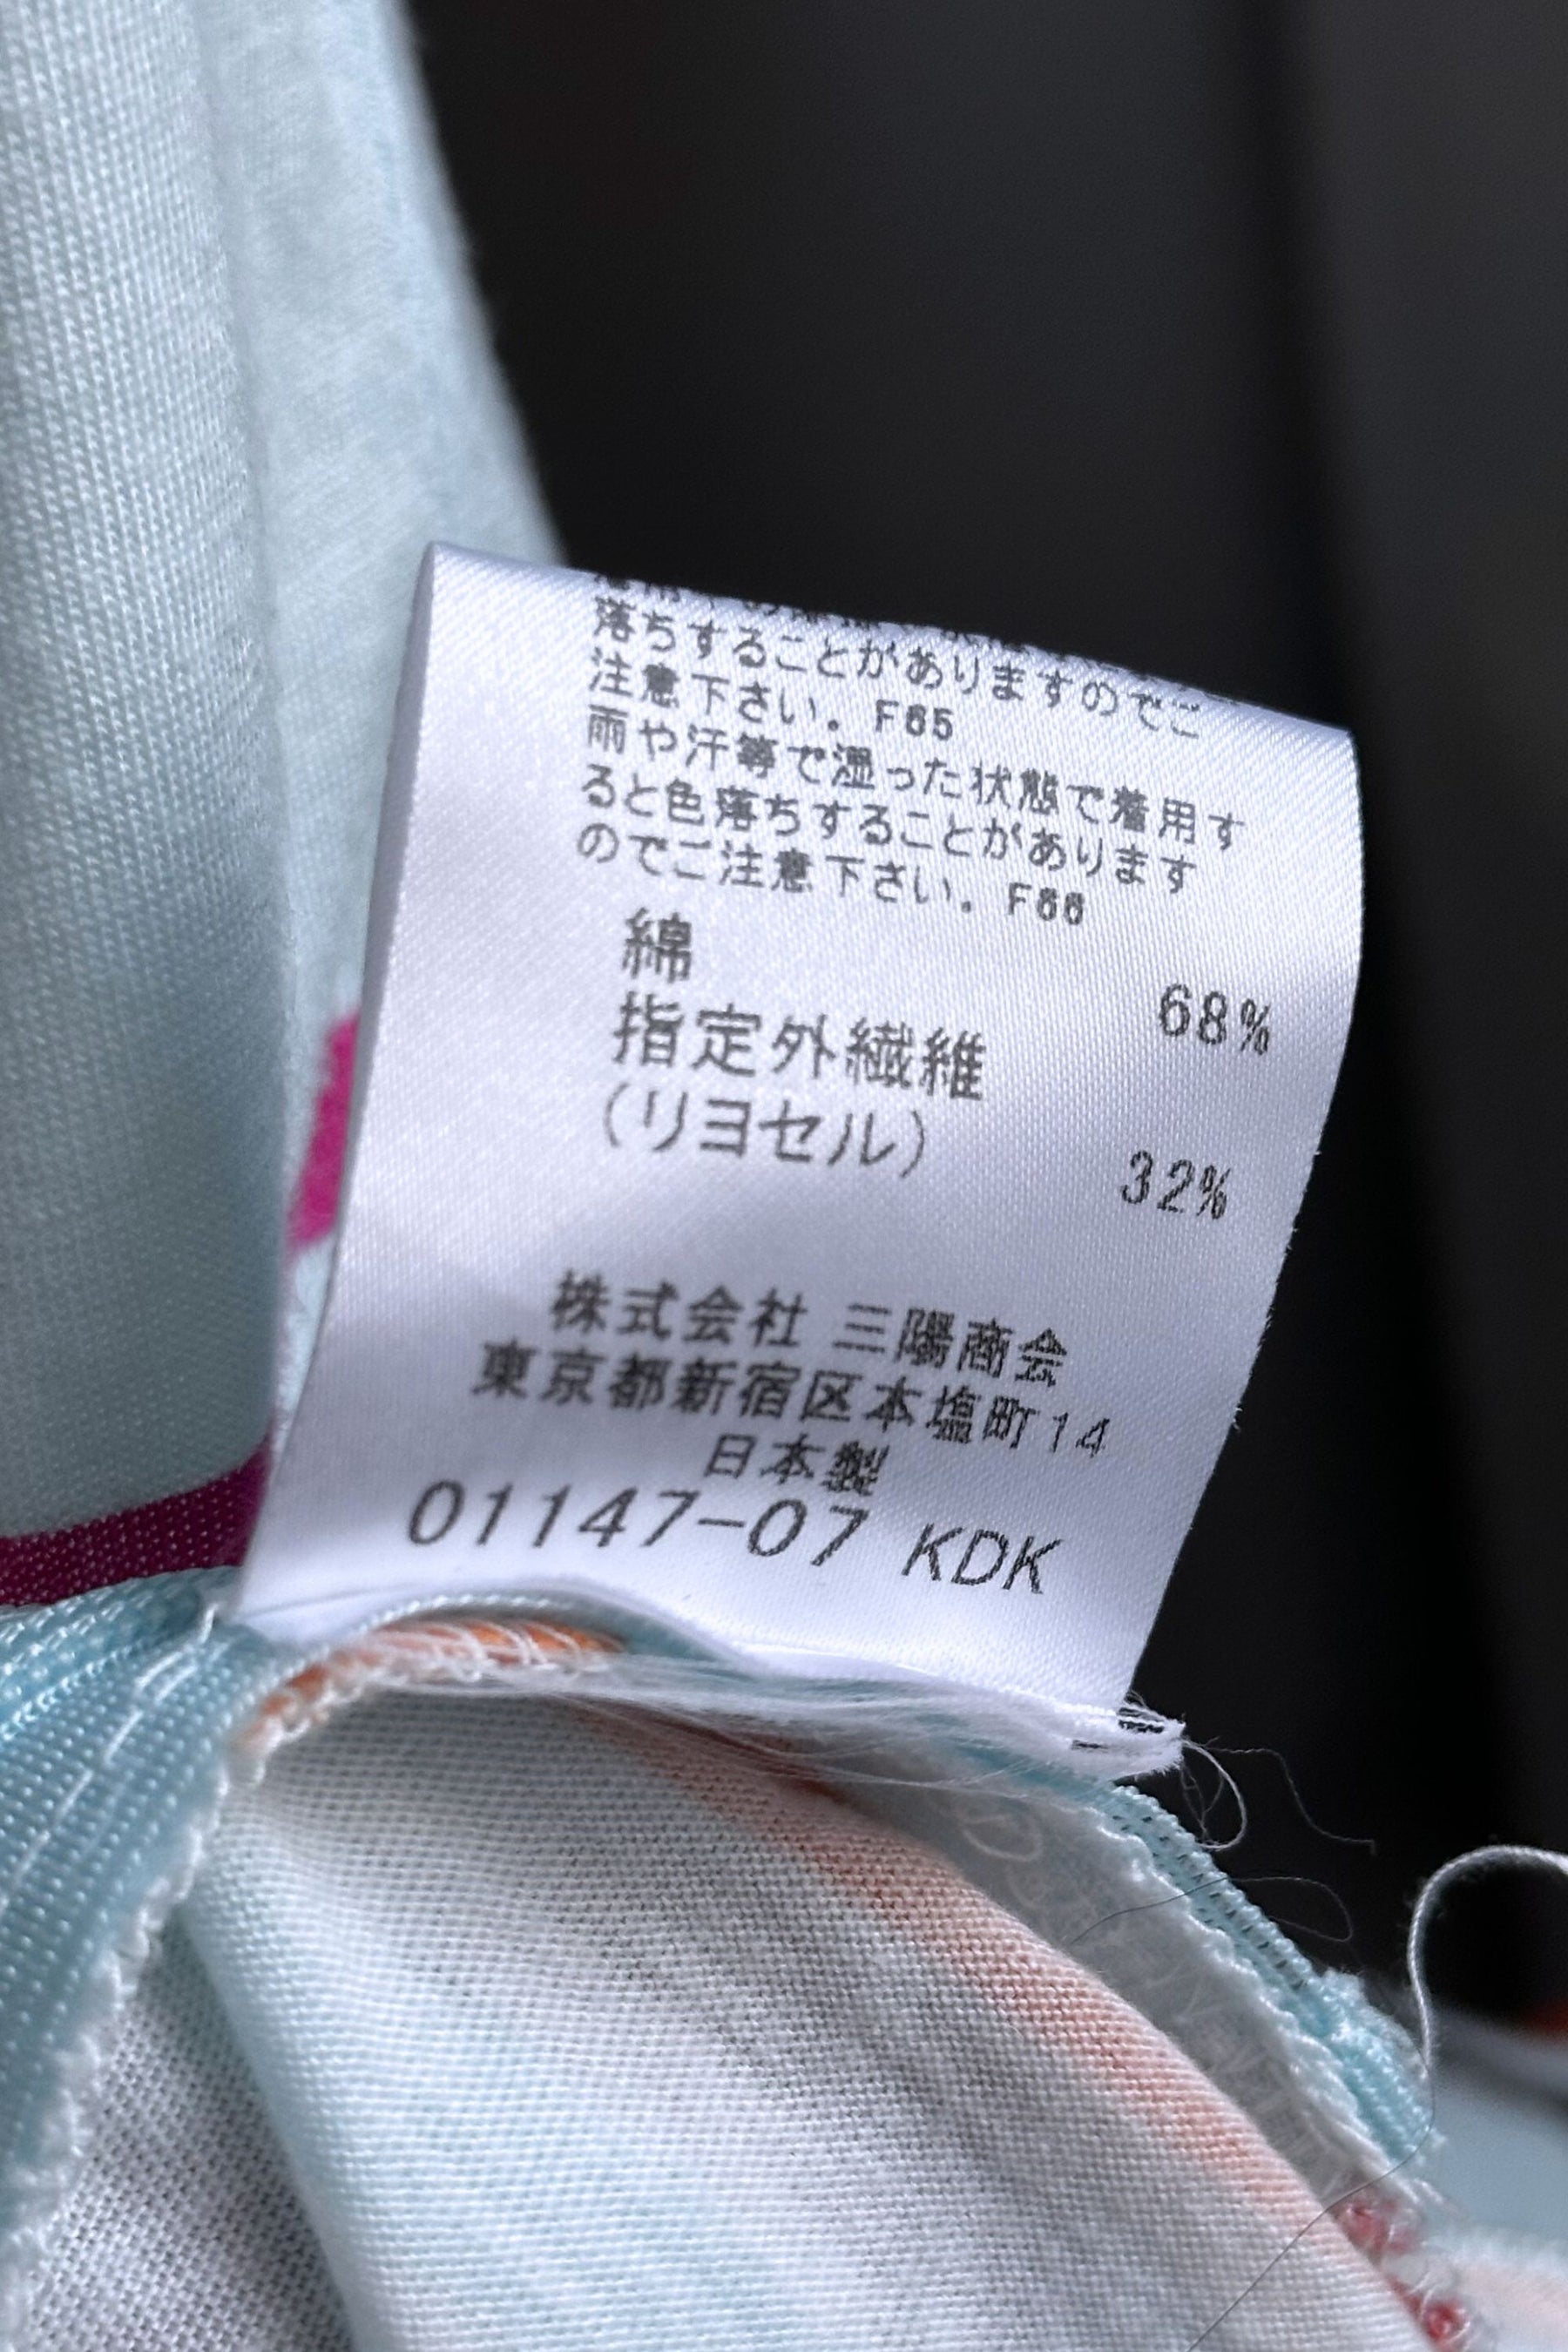 落ちすることがありますのでご
注意下さい。F65
雨や汗等で湿った状態で着用す
ると色落ちすることがあります
のでご注意下さい。F66
綿 68%
指定外繊維
(リヨセル) 32%
株式会社 三陽商会
東京都新宿区本塩町14
日本製
01147-07 KDK